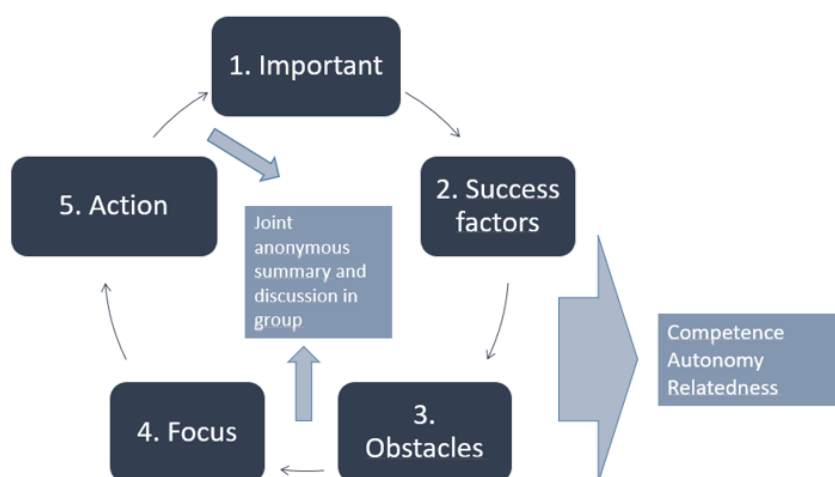 1. Important
2. Success
factors
3.
Obstacles
4. Focus
5. Action
Joint
anonymous
summary and
discussion in
group
Competence
Autonomy
Relatedness